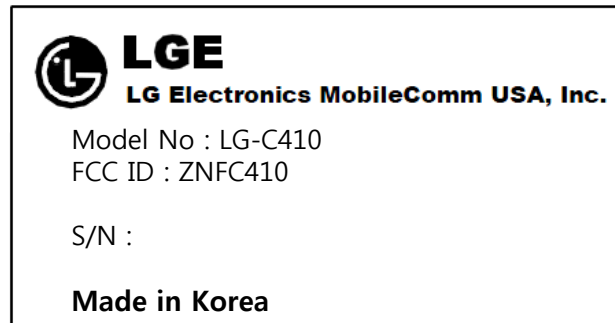 LGE
LG Electronics MobileComm USA, Inc.
Model No : LG-C410
FCC ID : ZNFC410
S/N :
Made in Korea